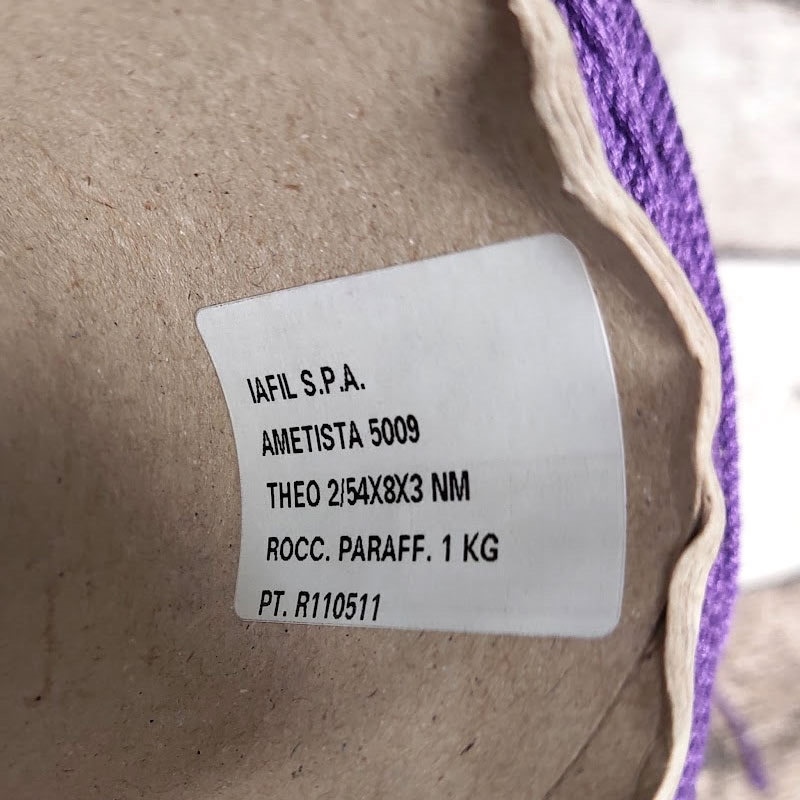 IAFIL S.P.A.
AMETISTA 5009
THEO 2/54X8X3 NM
ROCC. PARAFF. 1 KG
PT. R110511